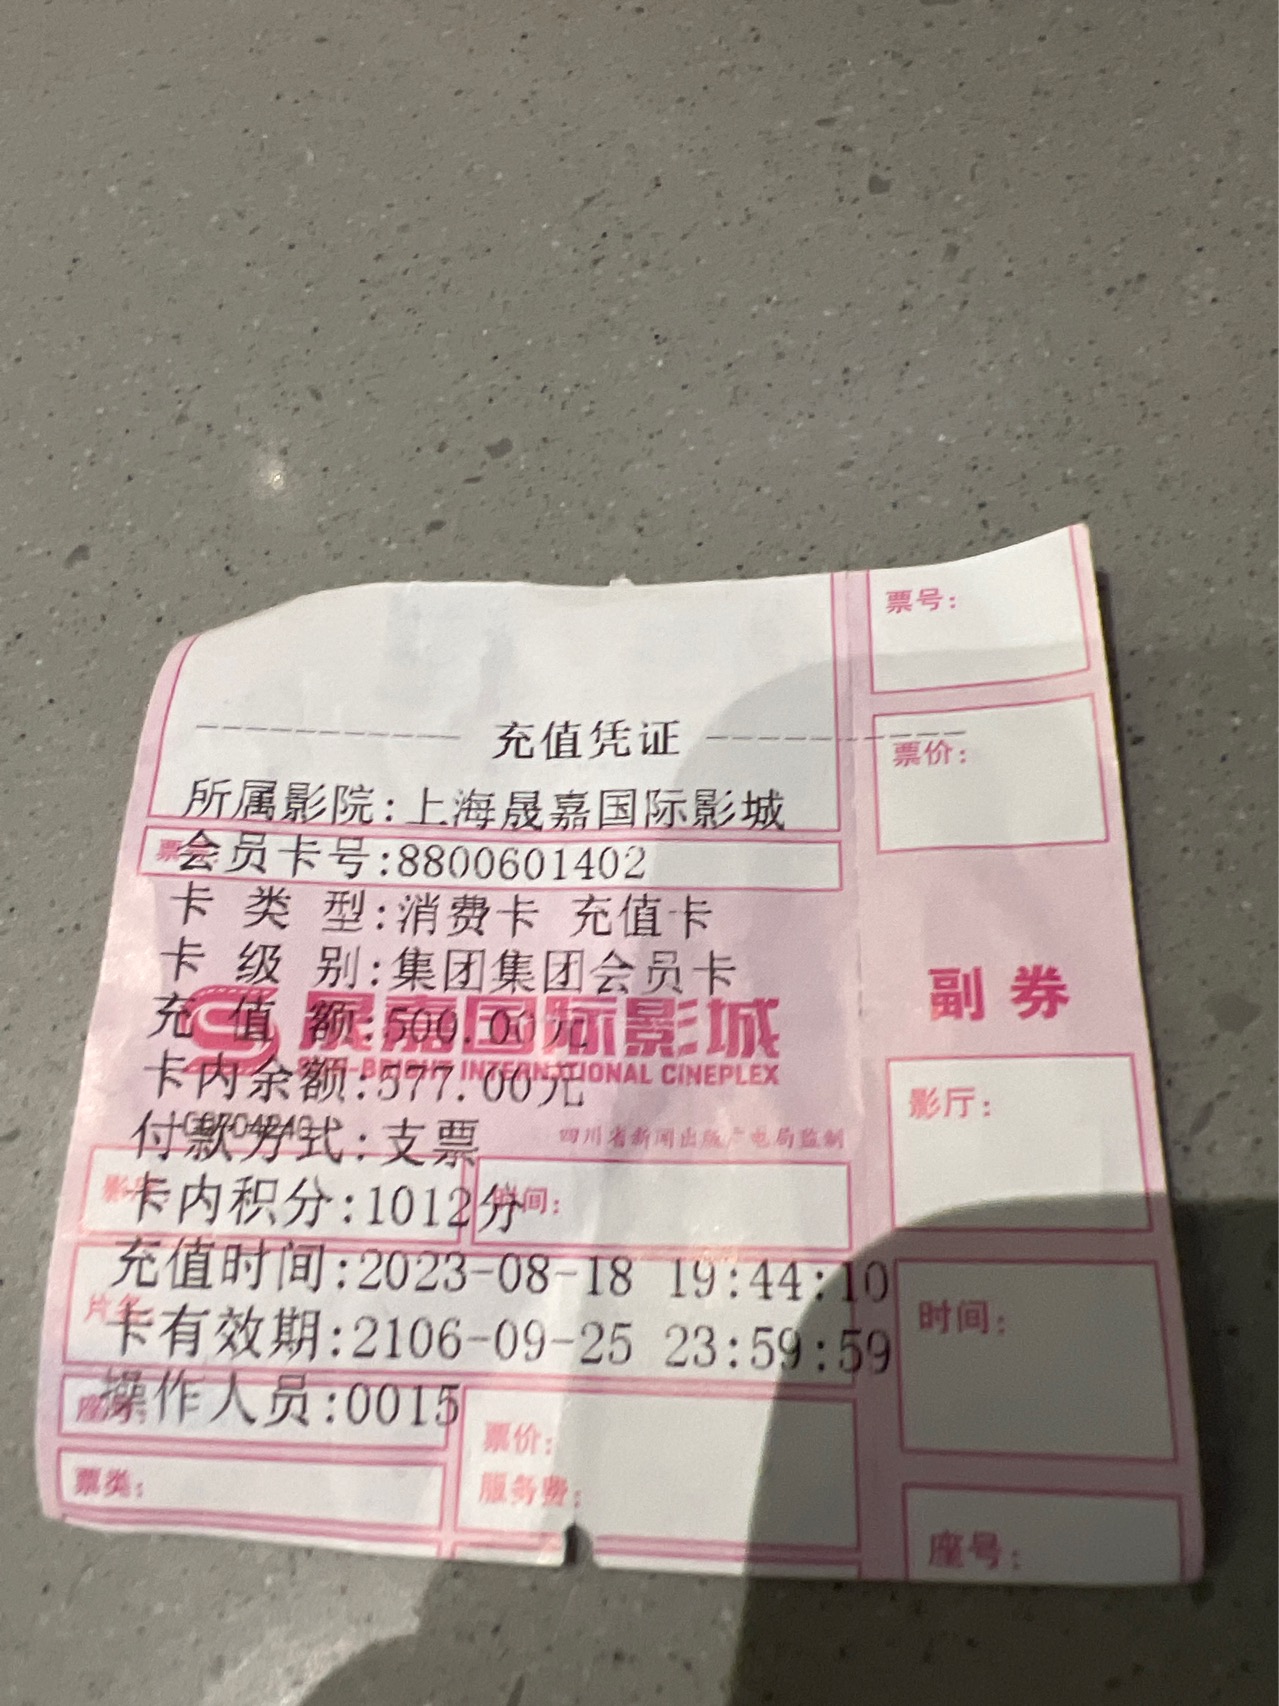 票号:
充值凭证
票价:
所属影院:上海晟嘉国际影城
会员卡号:8800601402
卡 类 型:消费卡 充值卡
卡 级 别:集团集团会员卡
副 券
充 值 额:500.00元
晟嘉国际影城
INTERNATIONAL CINEPLEX
卡内余额:577.00元
影厅:
付款方式:支票
四川省新闻出版广电局监制
卡内积分:1012分
时间:
充值时间:2023-08-18 19:44:10
片名
时间:
卡有效期:2106-09-25 23:59:59
操作人员:0015
座号:
票价:
票类:
服务费:
座号: